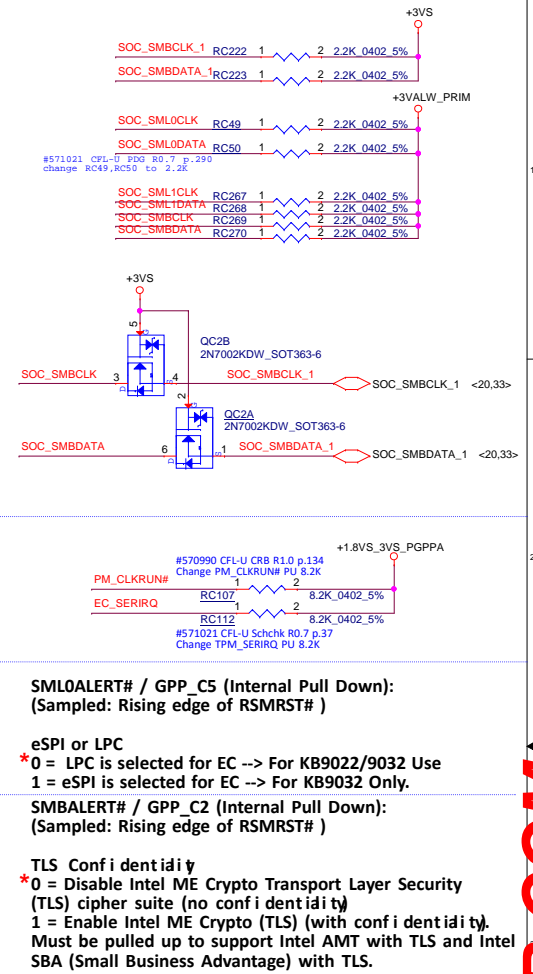 +3VS
SOC_SMBCLK_1 RC222 1 2 2.2K_0402_5%
SOC_SMBDATA_1 RC223 1 2 2.2K_0402_5%
+3VALW_PRIM
SOC_SML0CLK RC49 1 2 2.2K_0402_5%
SOC_SML0DATA RC50 1 2 2.2K_0402_5%
#571021 CFL-U PDG R0.7 p.290
change RC49,RC50 to 2.2K
SOC_SML1CLK RC267 1 2 2.2K_0402_5%
SOC_SML1DATA RC268 1 2 2.2K_0402_5%
SOC_SMBCLK RC269 1 2 2.2K_0402_5%
SOC_SMBDATA RC270 1 2 2.2K_0402_5%
+3VS
5
G
QC2B
2N7002KDW_SOT363-6
SOC_SMBCLK 3 D S 4 SOC_SMBCLK_1 SOC_SMBCLK_1 <20,33>
2
G
QC2A
2N7002KDW_SOT363-6
SOC_SMBDATA 6 D S 1 SOC_SMBDATA_1 SOC_SMBDATA_1 <20,33>
+1.8VS_3VS_PGPPA
#570990 CFL-U CRB R1.0 p.134
Change PM_CLKRUN# PU 8.2K
PM_CLKRUN# 1 2
RC107 8.2K_0402_5%
EC_SERIRQ 1 2
RC112 8.2K_0402_5%
#571021 CFL-U Schchk R0.7 p.37
Change TPM_SERIRQ PU 8.2K
SML0ALERT# / GPP_C5 (Internal Pull Down):
(Sampled: Rising edge of RSMRST# )
eSPI or LPC
*0 = LPC is selected for EC --> For KB9022/9032 Use
1 = eSPI is selected for EC --> For KB9032 Only.
SMBALERT# / GPP_C2 (Internal Pull Down):
(Sampled: Rising edge of RSMRST# )
TLS Confidentiality
*0 = Disable Intel ME Crypto Transport Layer Security
(TLS) cipher suite (no confidentiality)
1 = Enable Intel ME Crypto (TLS) (with confidentiality).
Must be pulled up to support Intel AMT with TLS and Intel
SBA (Small Business Advantage) with TLS.